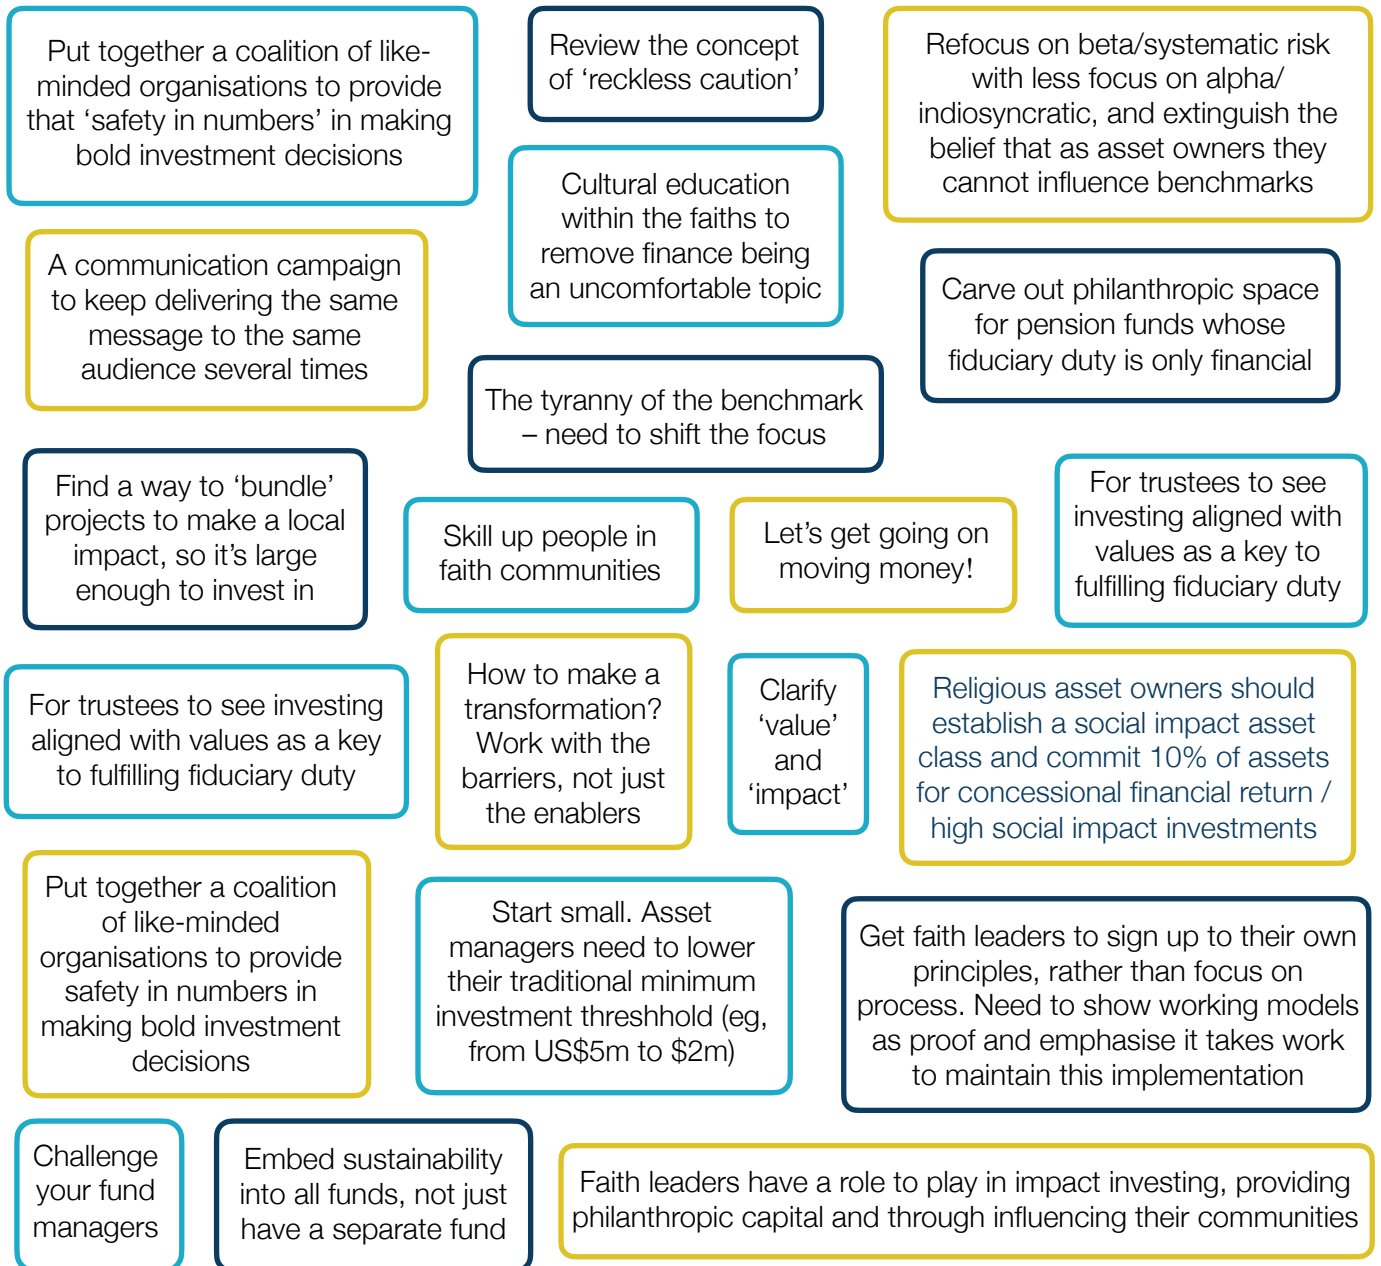 Put together a coalition of like-
minded organisations to provide
that ‘safety in numbers’ in making
bold investment decisions
Review the concept
of ‘reckless caution’
Refocus on beta/systematic risk
with less focus on alpha/
indiosyncratic, and extinguish the
belief that as asset owners they
cannot influence benchmarks
Cultural education
within the faiths to
remove finance being
an uncomfortable topic
A communication campaign
to keep delivering the same
message to the same
audience several times
Carve out philanthropic space
for pension funds whose
fiduciary duty is only financial
The tyranny of the benchmark
– need to shift the focus
Find a way to ‘bundle’
projects to make a local
impact, so it’s large
enough to invest in
Skill up people in
faith communities
Let’s get going on
moving money!
For trustees to see
investing aligned with
values as a key to
fulfilling fiduciary duty
For trustees to see investing
aligned with values as a key
to fulfilling fiduciary duty
How to make a
transformation?
Work with the
barriers, not just
the enablers
Clarify
‘value’
and
‘impact’
Religious asset owners should
establish a social impact asset
class and commit 10% of assets
for concessional financial return /
high social impact investments
Put together a coalition
of like-minded
organisations to provide
safety in numbers in
making bold investment
decisions
Start small. Asset
managers need to lower
their traditional minimum
investment threshhold (eg,
from US$5m to $2m)
Get faith leaders to sign up to their own
principles, rather than focus on
process. Need to show working models
as proof and emphasise it takes work
to maintain this implementation
Challenge
your fund
managers
Embed sustainability
into all funds, not just
have a separate fund
Faith leaders have a role to play in impact investing, providing
philanthropic capital and through influencing their communities